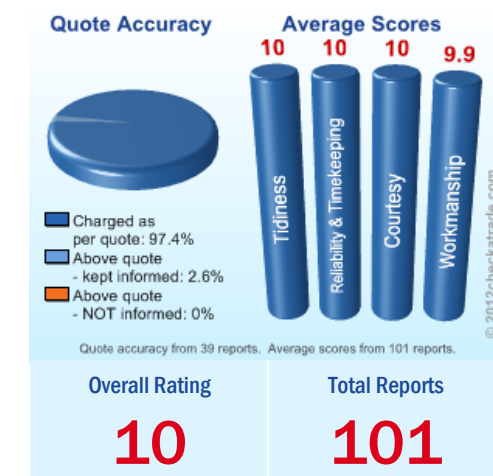 Quote Accuracy
Average Scores
10 10 10 9.9
Tidiness
Reliability & Timekeeping
Courtesy
Workmanship
Charged as
per quote: 97.4%
Above quote
- kept informed: 2.6%
Above quote
- NOT informed: 0%
© 2012checkatrade.com
Quote accuracy from 39 reports. Average scores from 101 reports.
Overall Rating
10
Total Reports
101